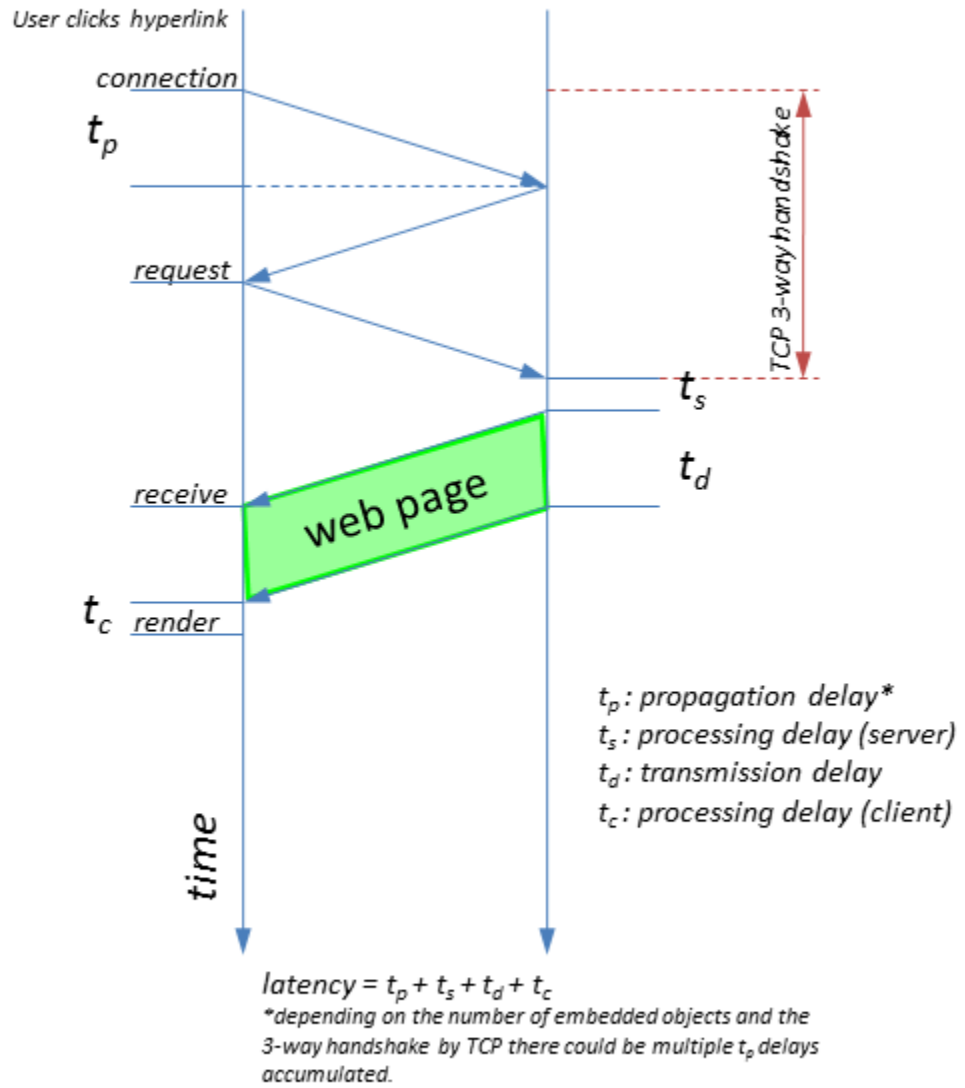 User clicks hyperlink
connection
tp
TCP 3-way handshake
request
ts
td
receive
web page
tc
render
tp : propagation delay*
ts : processing delay (server)
td : transmission delay
tc : processing delay (client)
time
latency = tp + ts + td + tc
*depending on the number of embedded objects and the
3-way handshake by TCP there could be multiple tp delays
accumulated.